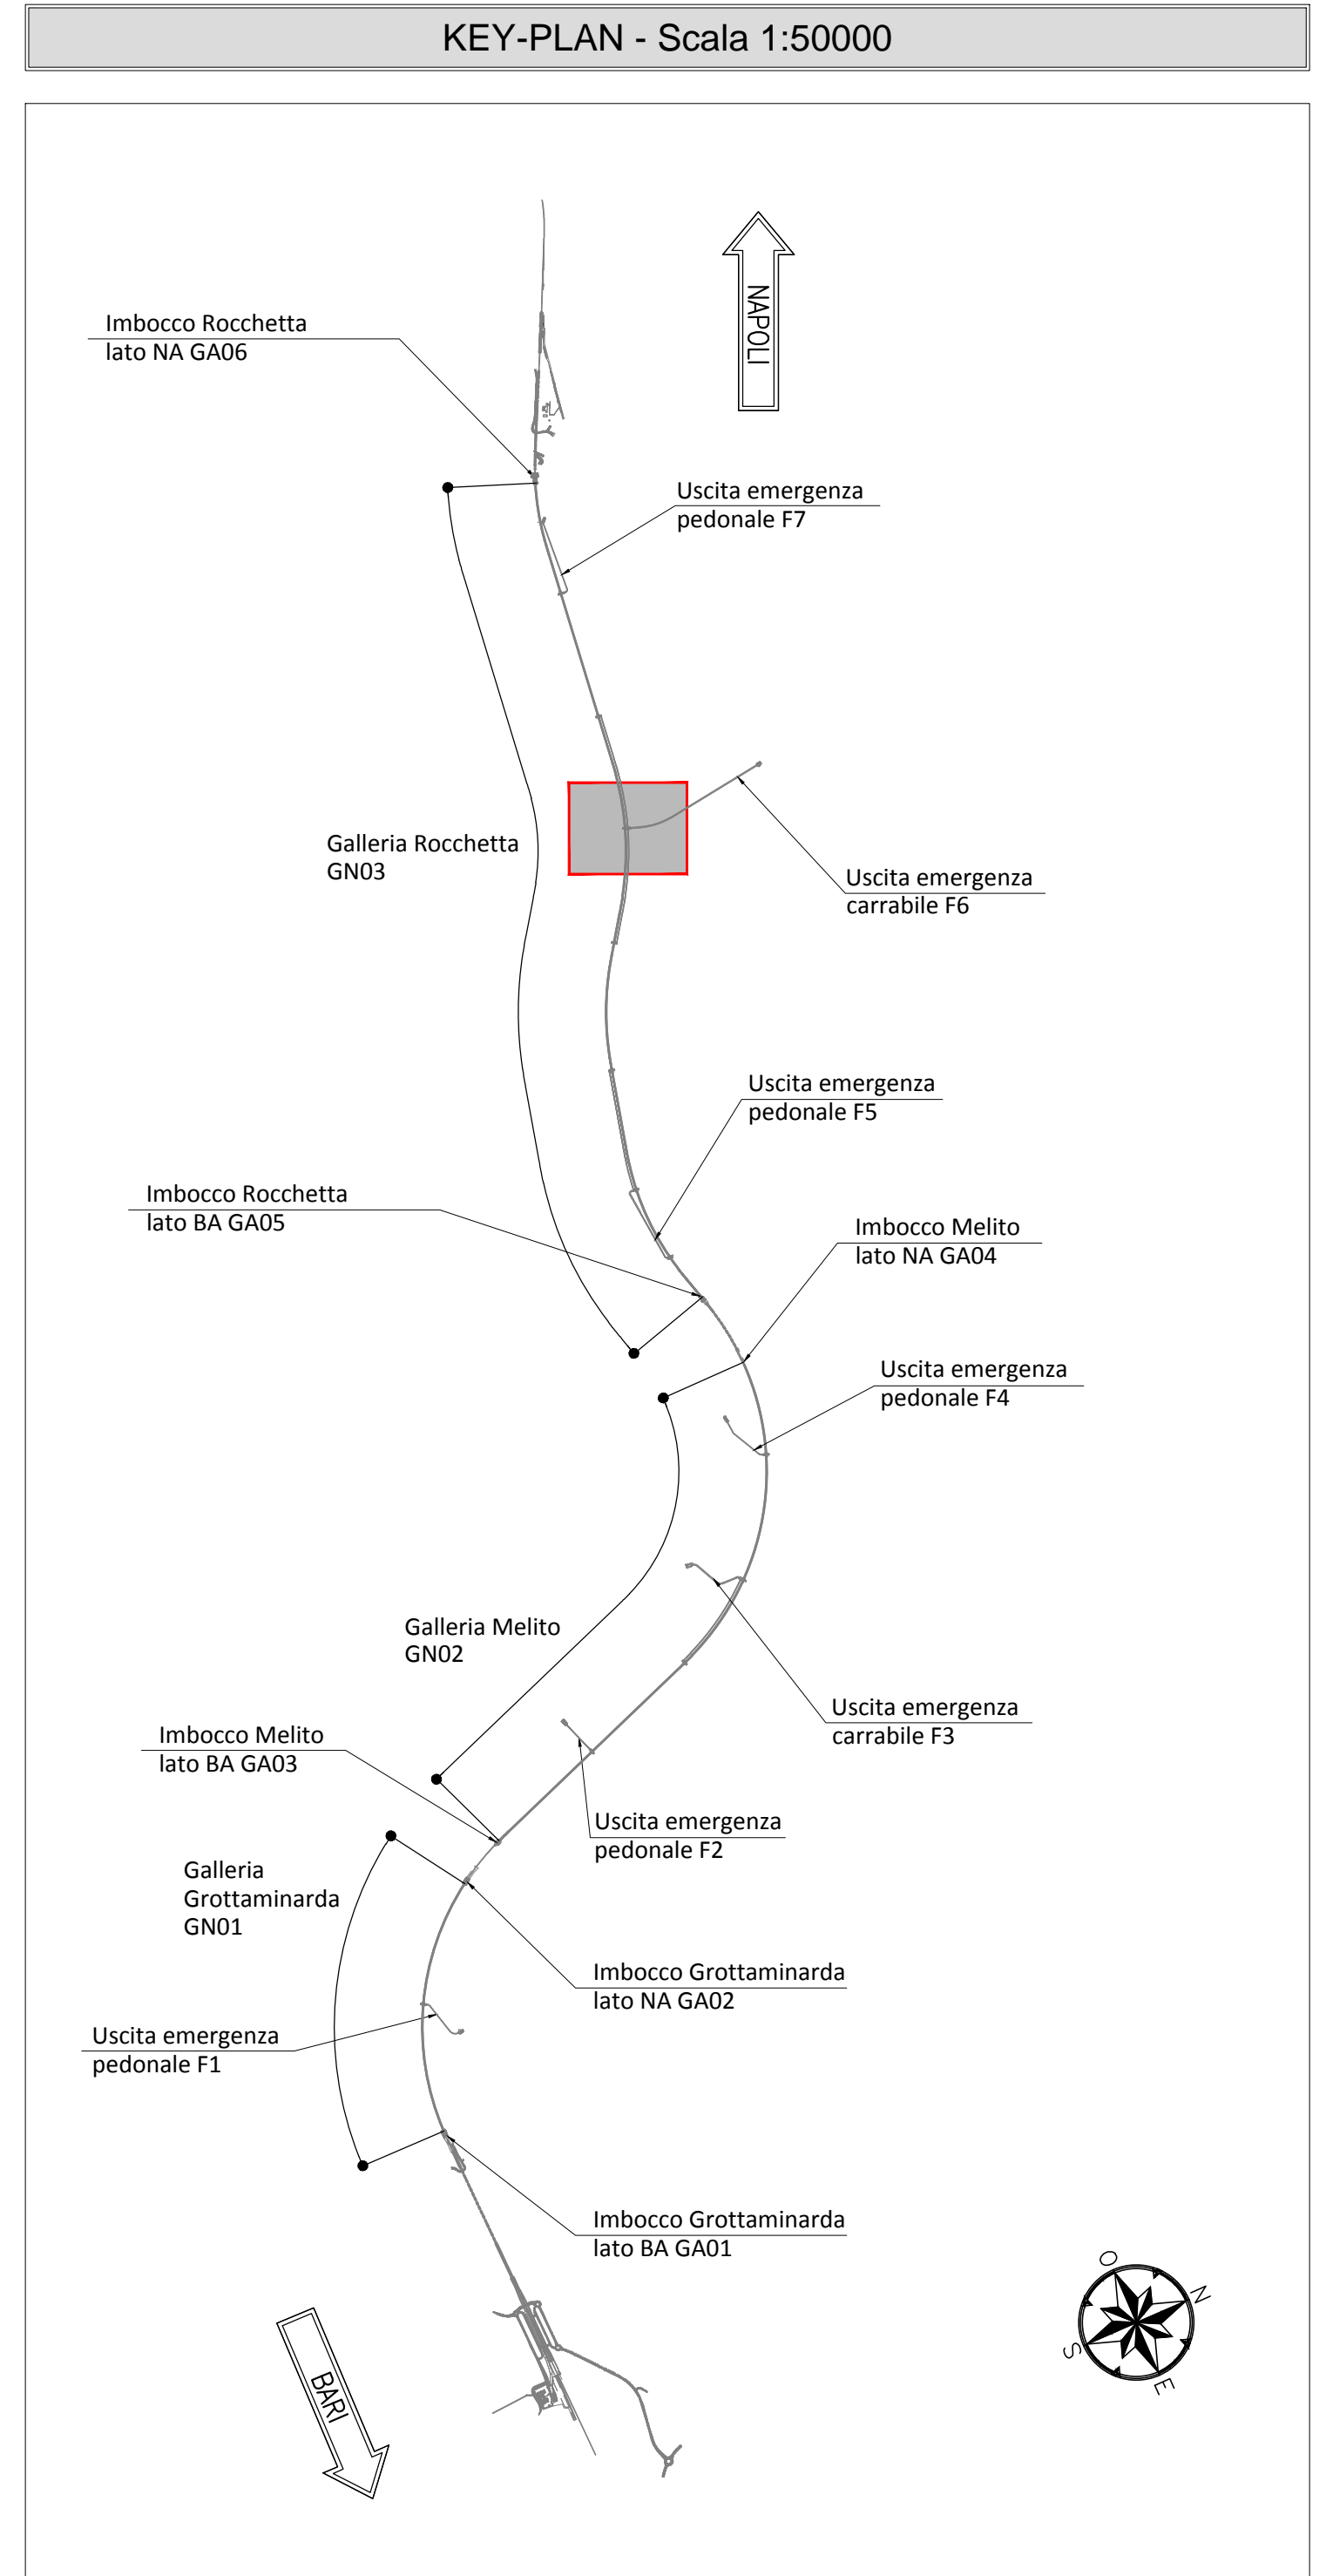 KEY-PLAN - Scala 1:50000
NAPOLI
Imbocco Rocchetta
lato NA GA06
Uscita emergenza
pedonale F7
Galleria Rocchetta
GN03
Uscita emergenza
carrabile F6
Uscita emergenza
pedonale F5
Imbocco Rocchetta
lato BA GA05
Imbocco Melito
lato NA GA04
Uscita emergenza
pedonale F4
Galleria Melito
GN02
Uscita emergenza
carrabile F3
Imbocco Melito
lato BA GA03
Uscita emergenza
pedonale F2
Galleria
Grottaminarda
GN01
Imbocco Grottaminarda
lato NA GA02
Uscita emergenza
pedonale F1
Imbocco Grottaminarda
lato BA GA01
O
N
S
E
BARI